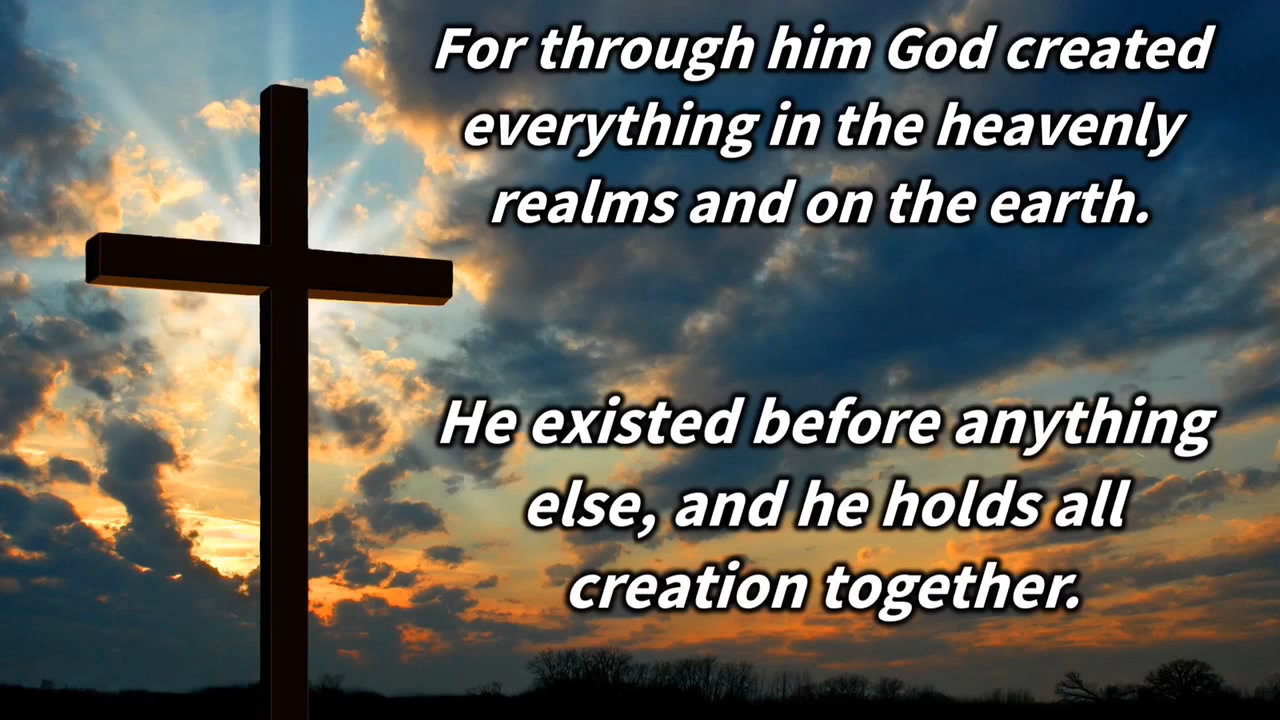 For through him God created
everything in the heavenly
realms and on the earth.
He existed before anything
else, and he holds all
creation together.